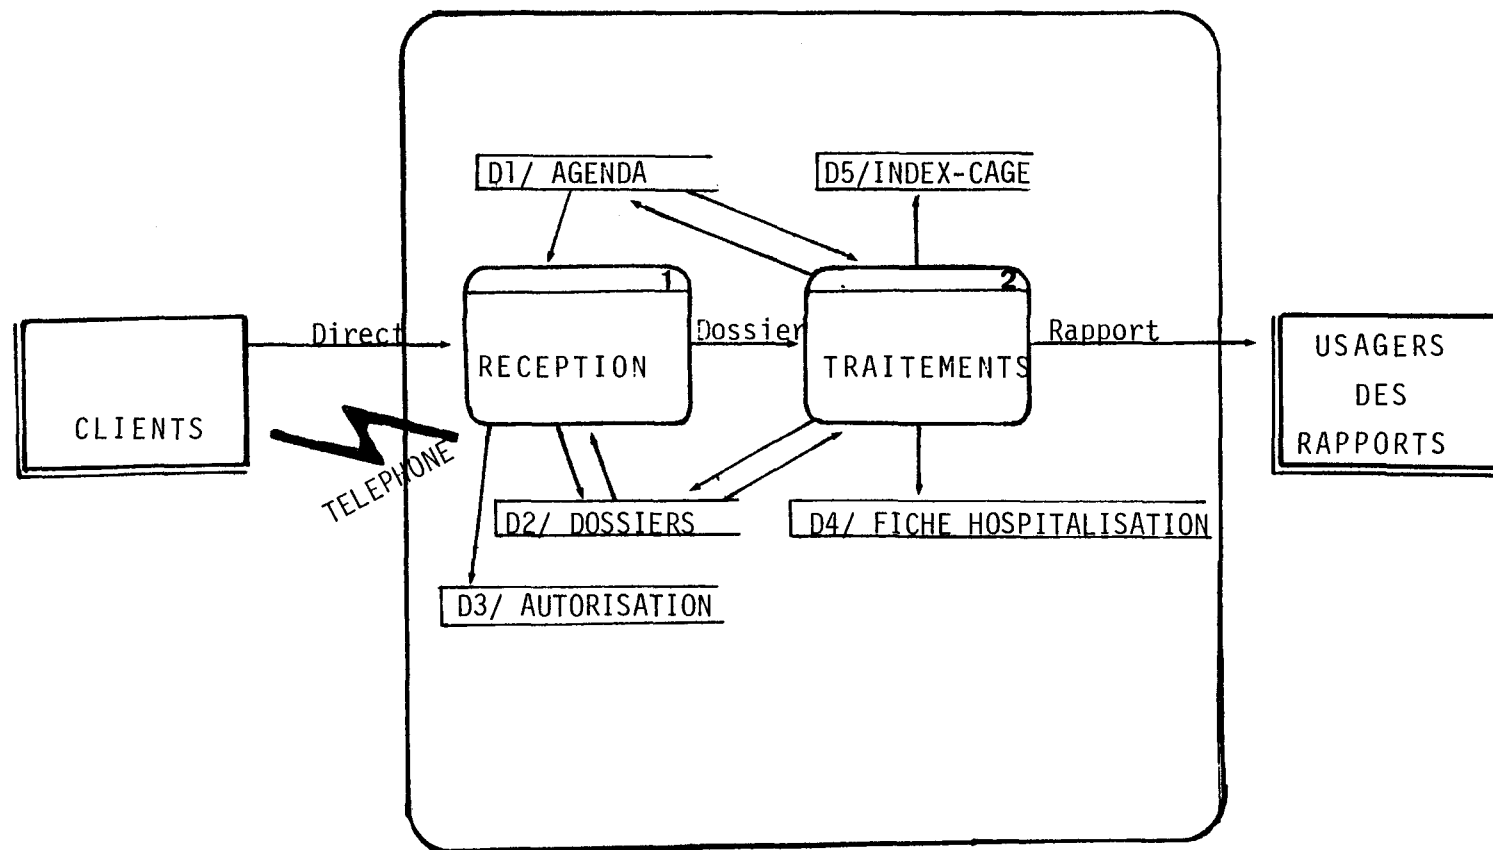 D1/ AGENDA
D5/INDEX-CAGE
1
2
Direct
Dossier
Rapport
RECEPTION
TRAITEMENTS
CLIENTS
USAGERS
DES
RAPPORTS
TELEPHONE
D2/ DOSSIERS
D4/ FICHE HOSPITALISATION
D3/ AUTORISATION